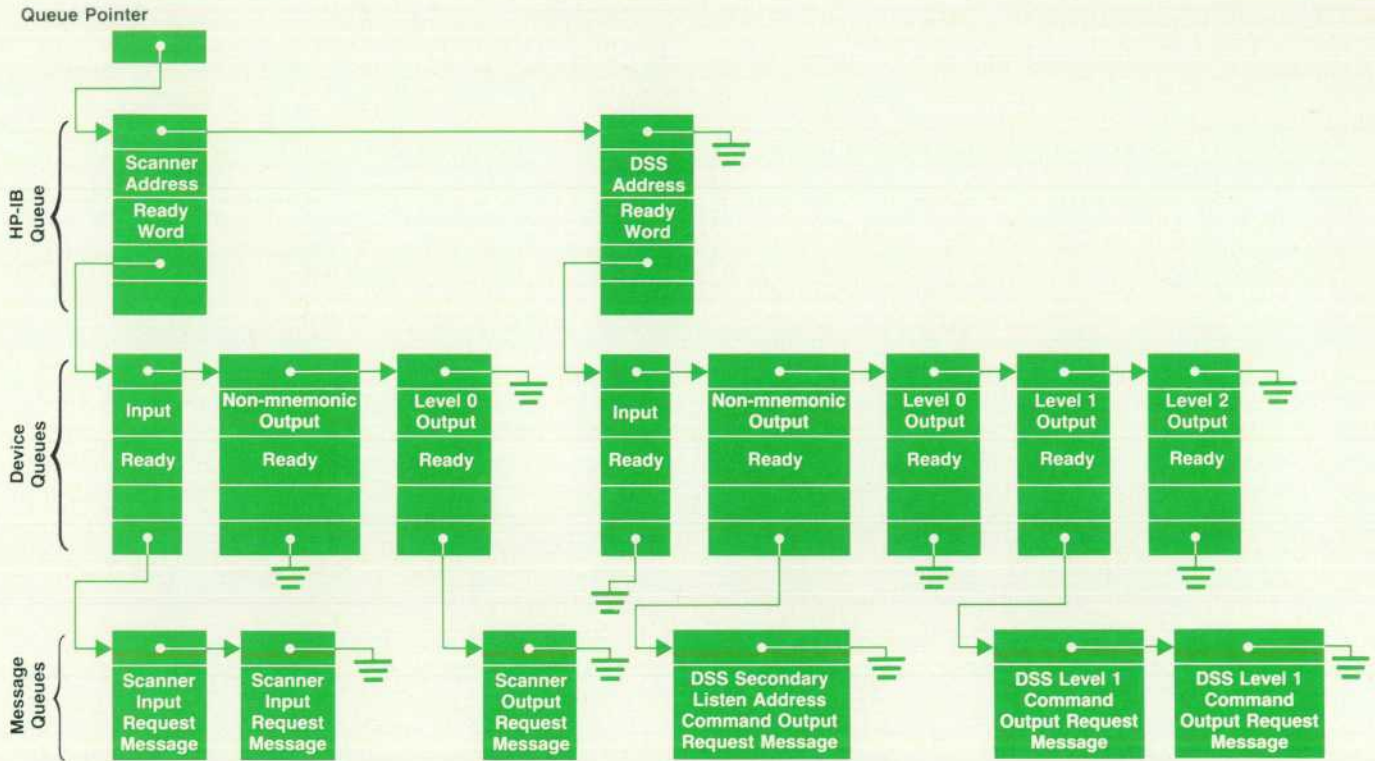 Queue Pointer
HP-IB
Queue
Scanner
Address
Ready
Word
DSS
Address
Ready
Word
Device
Queues
Input
Ready
Non-mnemonic
Output
Ready
Level 0
Output
Ready
Input
Ready
Non-mnemonic
Output
Ready
Level 0
Output
Ready
Level 1
Output
Ready
Level 2
Output
Ready
Message
Queues
Scanner
Input
Request
Message
Scanner
Input
Request
Message
Scanner
Output
Request
Message
DSS Secondary
Listen Address
Command Output
Request Message
DSS Level 1
Command
Output Request
Message
DSS Level 1
Command
Output Request
Message